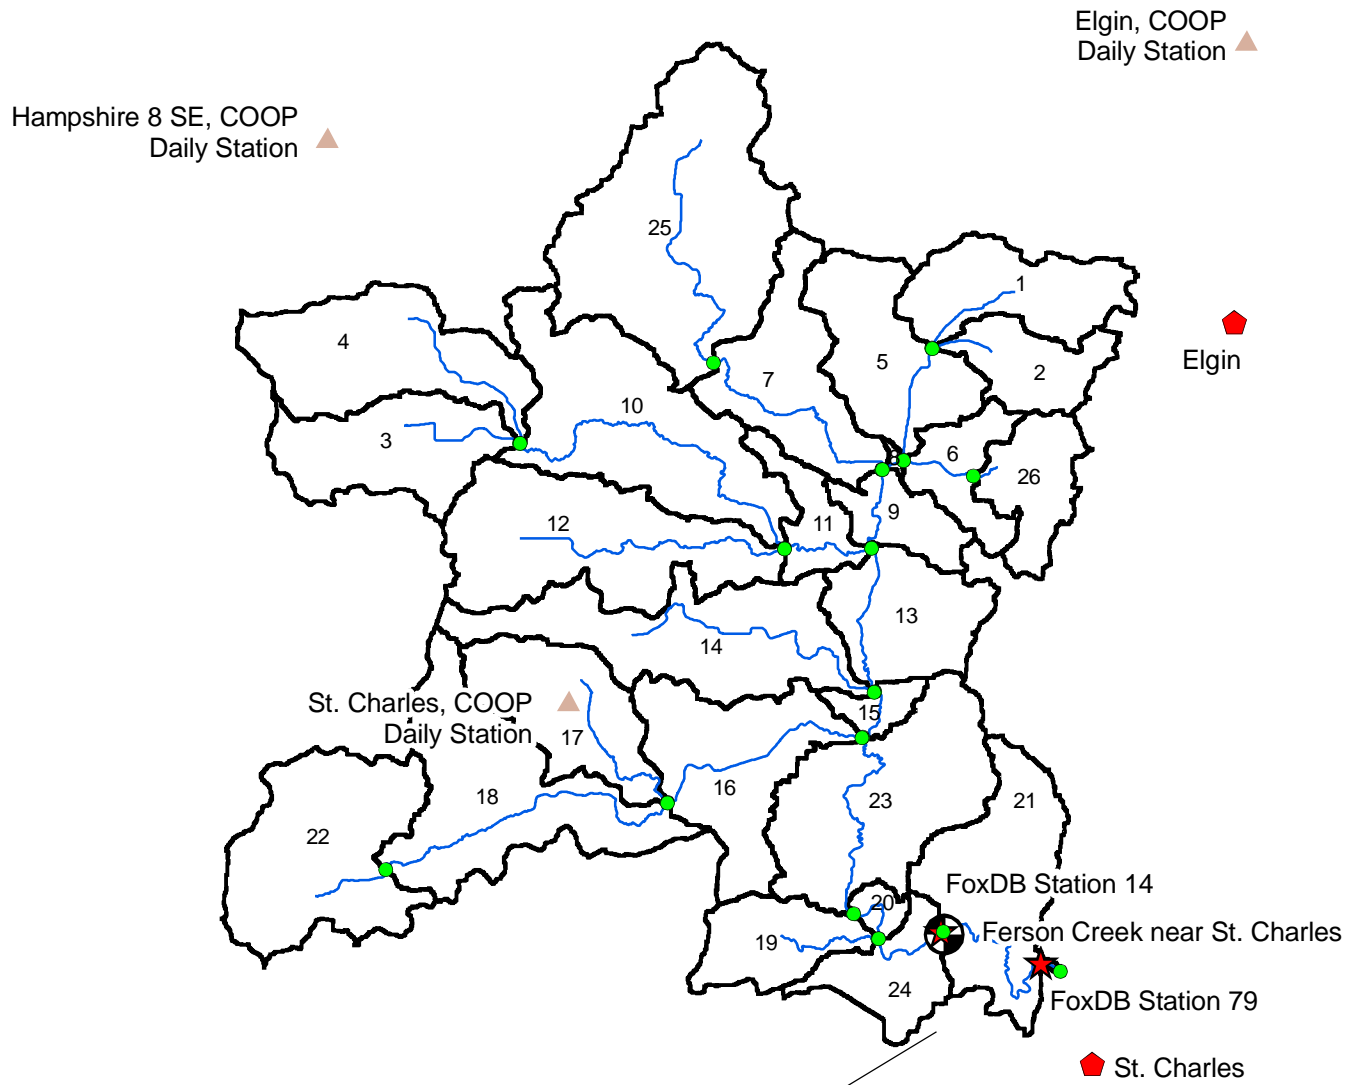 Elgin, COOP
Daily Station
Hampshire 8 SE, COOP
Daily Station
25
1
4
Elgin
5
2
7
10
3
6
8
26
9
11
12
13
14
St. Charles, COOP
Daily Station
15
17
16
18
23
21
22
FoxDB Station 14
20
Ferson Creek near St. Charles
19
24
FoxDB Station 79
St. Charles